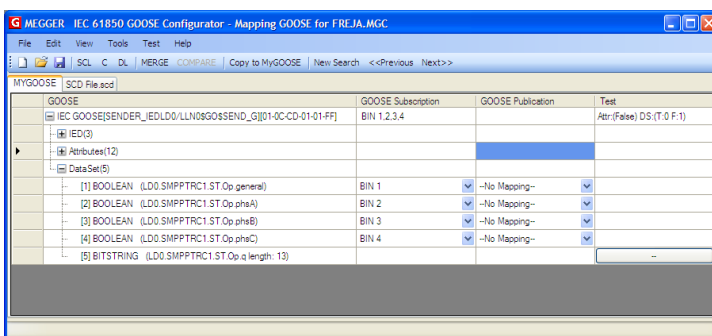 G MEGGER IEC 61850 GOOSE Configurator - Mapping GOOSE for FREJA.MGC
File Edit View Tools Test Help
SCL C DL MERGE COMPARE Copy to MyGOOSE New Search <<Previous Next>>
MYGOOSE SCD File.scd
GOOSE GOOSE Subscription GOOSE Publication Test
IEC GOOSE[SENDER_IEDLD0/LLN0$GO$SEND_G][01-0C-CD-01-01-FF] BIN 1,2,3,4 Attr:(False) DS:(T:0 F:1)
IED(3)
Attributes(12)
DataSet(5)
[1] BOOLEAN (LD0.SMPPTRC1.ST.Op.general) BIN 1 --No Mapping--
[2] BOOLEAN (LD0.SMPPTRC1.ST.Op.phsA) BIN 2 --No Mapping--
[3] BOOLEAN (LD0.SMPPTRC1.ST.Op.phsB) BIN 3 --No Mapping--
[4] BOOLEAN (LD0.SMPPTRC1.ST.Op.phsC) BIN 4 --No Mapping--
[5] BITSTRING (LD0.SMPPTRC1.ST.Op.q length: 13) --